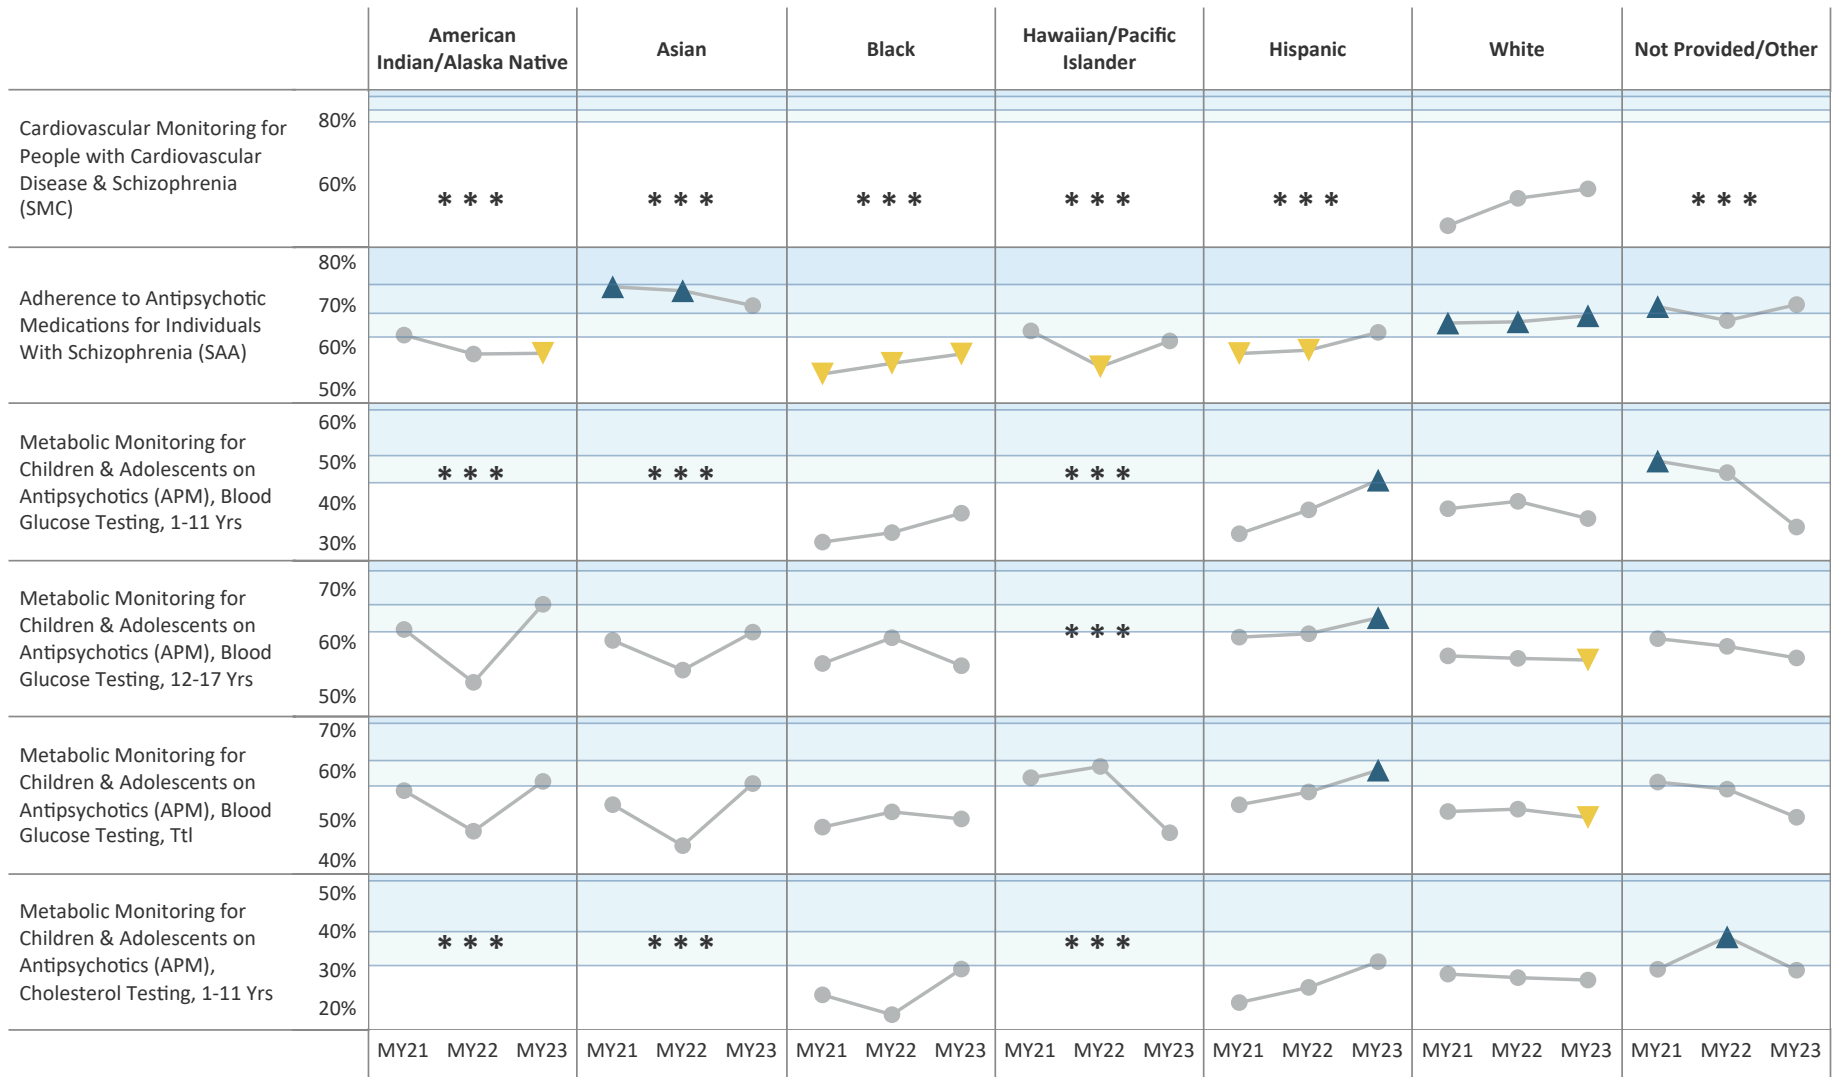 American
Indian/Alaska Native
Asian
Black
Hawaiian/Pacific
Islander
Hispanic
White
Not Provided/Other
Cardiovascular Monitoring for
People with Cardiovascular
Disease & Schizophrenia
(SMC)
80%
60%
* * *
* * *
* * *
* * *
* * *
* * *
Adherence to Antipsychotic
Medications for Individuals
With Schizophrenia (SAA)
80%
70%
60%
50%
Metabolic Monitoring for
Children & Adolescents on
Antipsychotics (APM), Blood
Glucose Testing, 1-11 Yrs
60%
50%
40%
30%
* * *
* * *
* * *
Metabolic Monitoring for
Children & Adolescents on
Antipsychotics (APM), Blood
Glucose Testing, 12-17 Yrs
70%
60%
50%
* * *
Metabolic Monitoring for
Children & Adolescents on
Antipsychotics (APM), Blood
Glucose Testing, Ttl
70%
60%
50%
40%
Metabolic Monitoring for
Children & Adolescents on
Antipsychotics (APM),
Cholesterol Testing, 1-11 Yrs
50%
40%
30%
20%
* * *
* * *
* * *
MY21 MY22 MY23 MY21 MY22 MY23 MY21 MY22 MY23 MY21 MY22 MY23 MY21 MY22 MY23 MY21 MY22 MY23 MY21 MY22 MY23